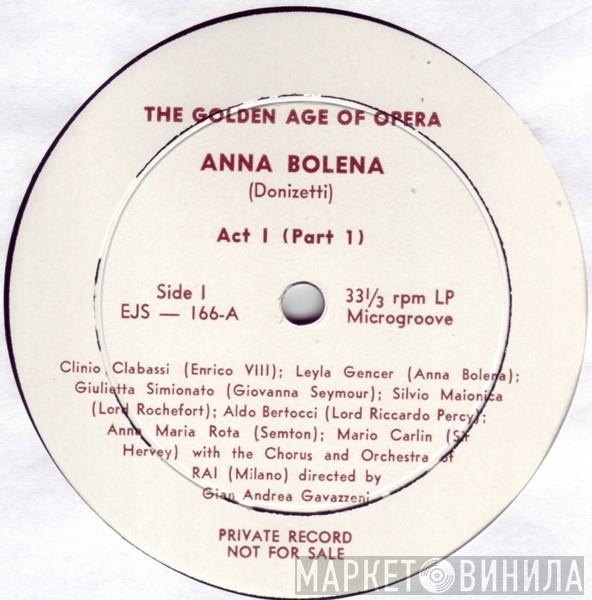 THE GOLDEN AGE OF OPERA
ANNA BOLENA
(Donizetti)
Act I (Part 1)
Side I
EJS — 166-A
33⅓ rpm LP
Microgroove
Clinio Clabassi (Enrico VIII); Leyla Gencer (Anna Bolena);
Giulietta Simionato (Giovanna Seymour); Silvio Maionica
(Lord Rochefort); Aldo Bertocci (Lord Riccardo Percy);
Anna Maria Rota (Semton); Mario Carlin (Sir
Hervey) with the Chorus and Orchestra of
RAI (Milano) directed by
Gian Andrea Gavazzeni
PRIVATE RECORD
NOT FOR SALE
МАРКЕТ ВИНИЛА